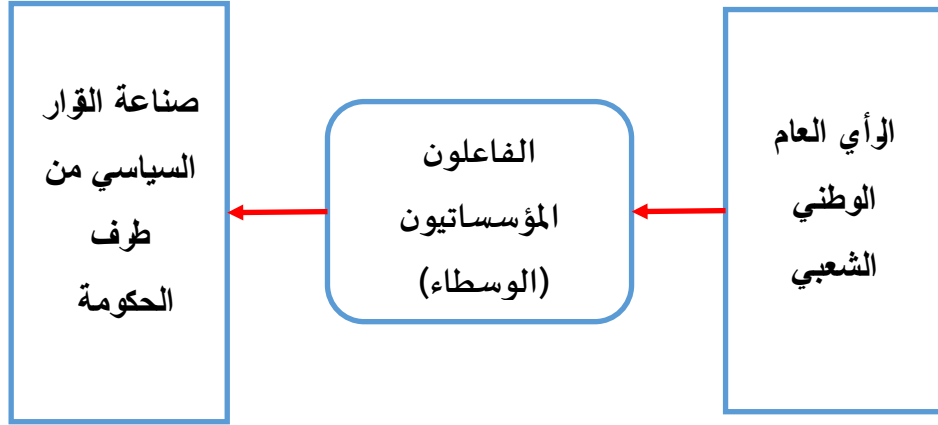 الرأي العام
الوطني
الشعبي
الفاعلون
المؤسساتيون
(الوسطاء)
صناعة القرار
السياسي من
طرف
الحكومة